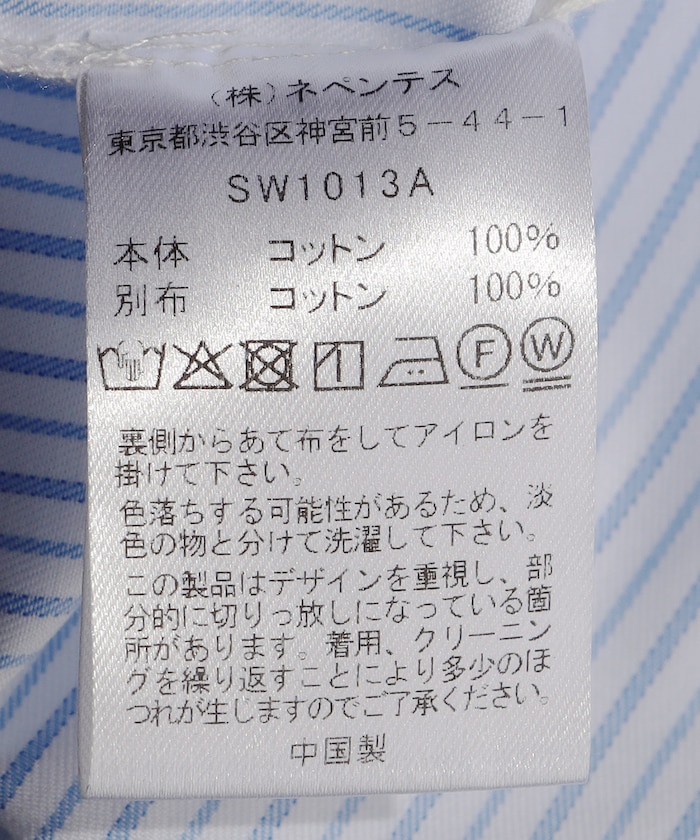 （株）ネペンテス
東京都渋谷区神宮前５－４４－１
SW1013A
本体 コットン 100%
別布 コットン 100%
F W
裏側からあて布をしてアイロンを
掛けて下さい。
色落ちする可能性があるため、淡
色の物と分けて洗濯して下さい。
この製品はデザインを重視し、部
分的に切りっ放しになっている箇
所があります。着用、クリーニン
グを繰り返すことにより多少のほ
つれが生じますのでご了承ください。
中国製